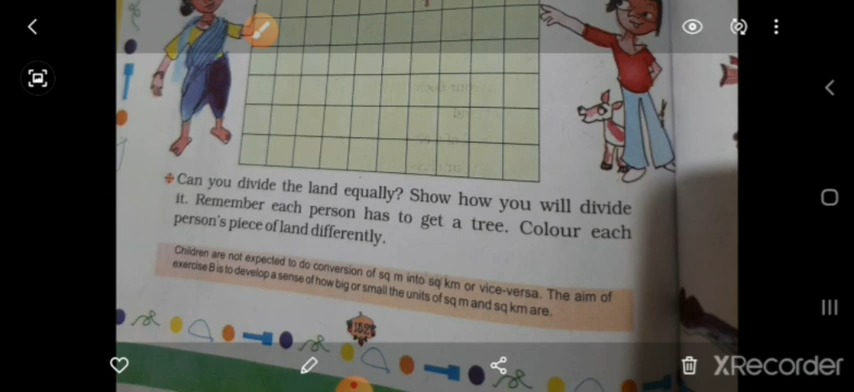 Can you divide the land equally? Show how you will divide
it. Remember each person has to get a tree. Colour each
person's piece of land differently.
Children are not expected to do conversion of sq m into sq km or vice-versa. The aim of
exercise B is to develop a sense of how big or small the units of sq m and sq km are.
152
XRecorder